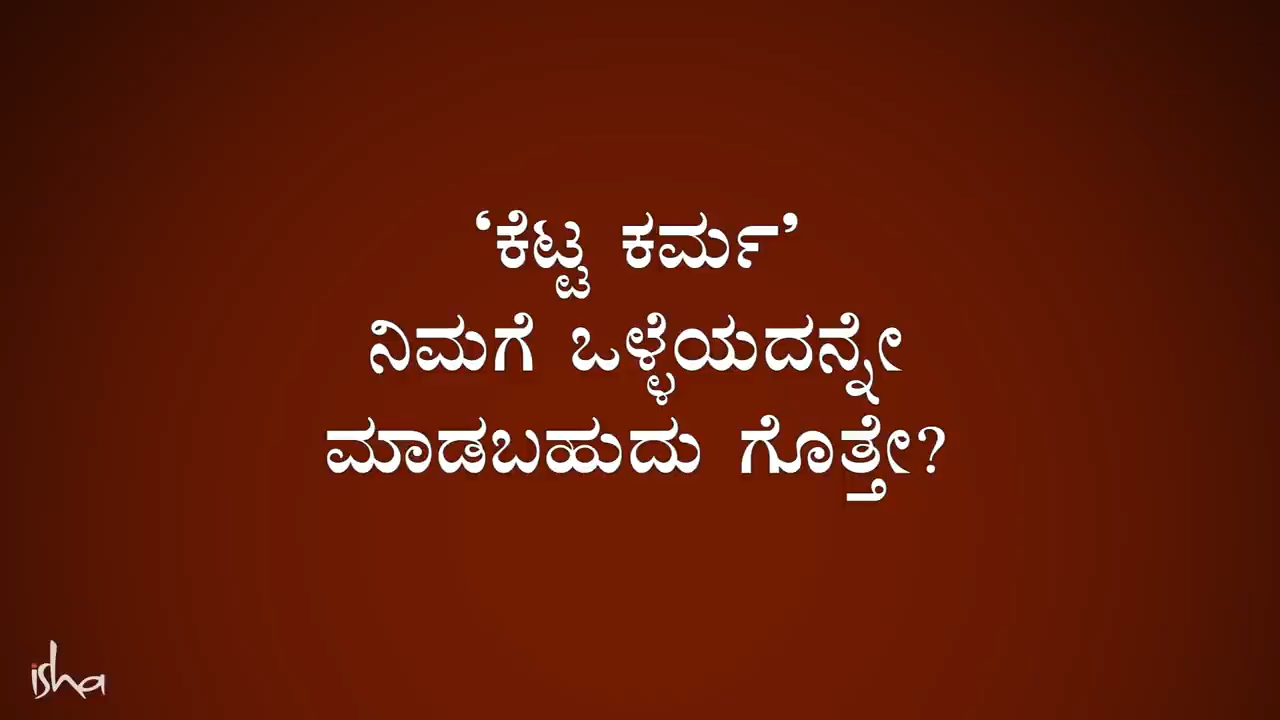 ‘ಕೆಟ್ಟ ಕರ್ಮ’
ನಿಮಗೆ ಒಳ್ಳೆಯದನ್ನೇ
ಮಾಡಬಹುದು ಗೊತ್ತೇ?
isha